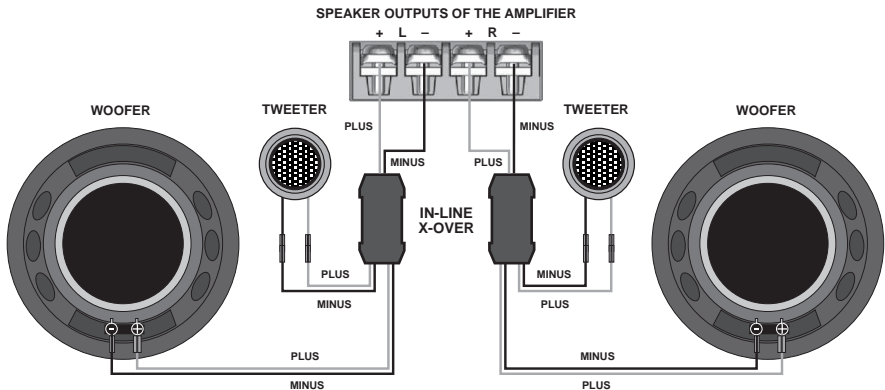 SPEAKER OUTPUTS OF THE AMPLIFIER
+ L – + R –
WOOFER
TWEETER
TWEETER
WOOFER
PLUS
MINUS
MINUS
PLUS
IN-LINE
X-OVER
PLUS
MINUS
MINUS
PLUS
- +
- +
PLUS
MINUS
MINUS
PLUS